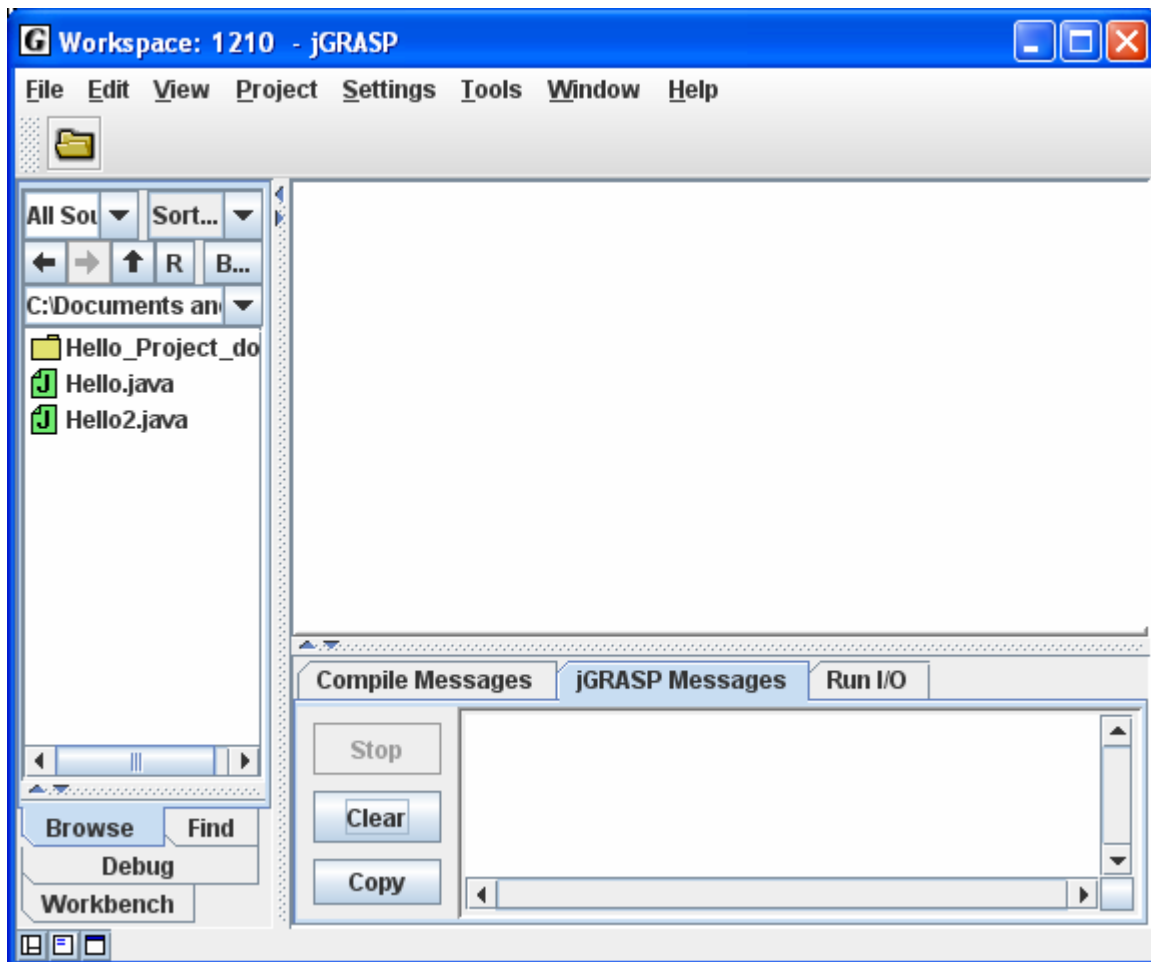 G Workspace: 1210 - jGRASP
File Edit View Project Settings Tools Window Help
All Sou Sort...
R B...
C:\Documents an
Hello_Project_do
J Hello.java
J Hello2.java
Browse Find
Debug
Workbench
Compile Messages jGRASP Messages Run I/O
Stop
Clear
Copy